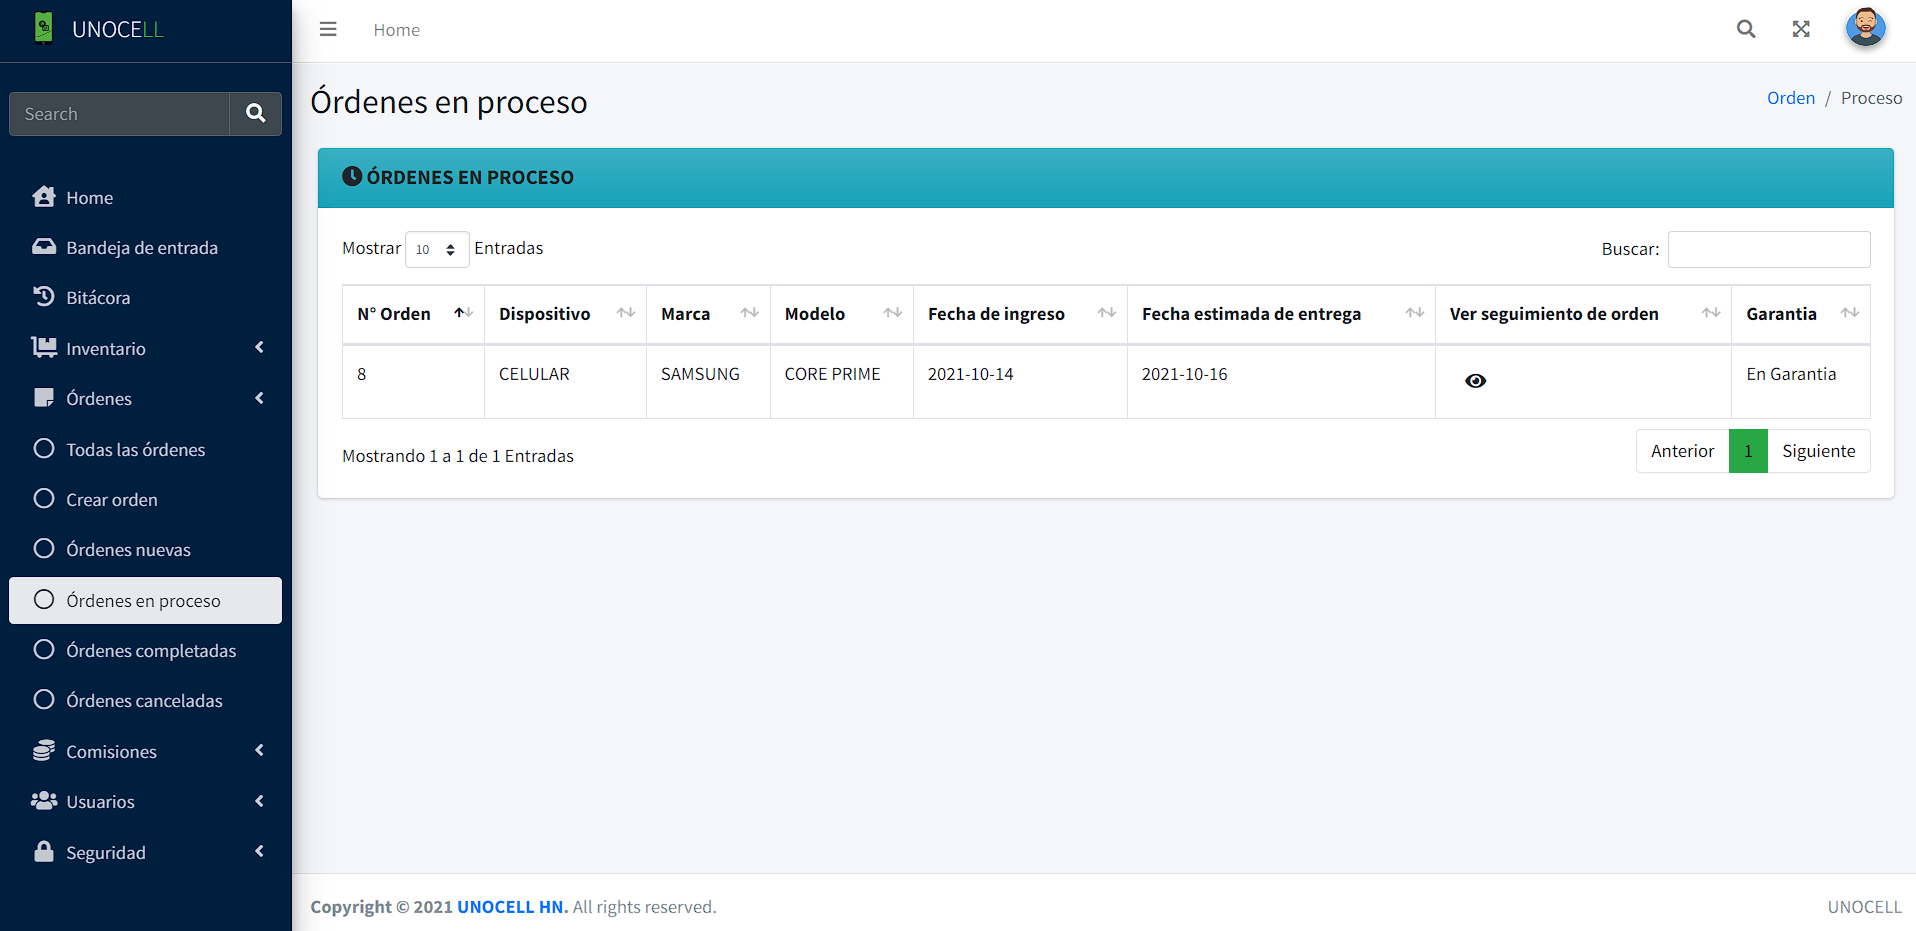 UNOCELL
Home
Search
Home
Bandeja de entrada
Bitácora
Inventario
Órdenes
Todas las órdenes
Crear orden
Órdenes nuevas
Órdenes en proceso
Órdenes completadas
Órdenes canceladas
Comisiones
Usuarios
Seguridad
Órdenes en proceso
Orden / Proceso
ÓRDENES EN PROCESO
Mostrar 10 Entradas
Buscar:
N° Orden Dispositivo Marca Modelo Fecha de ingreso Fecha estimada de entrega Ver seguimiento de orden Garantia
8 CELULAR SAMSUNG CORE PRIME 2021-10-14 2021-10-16 En Garantia
Mostrando 1 a 1 de 1 Entradas
Anterior 1 Siguiente
Copyright © 2021 UNOCELL HN. All rights reserved.
UNOCELL